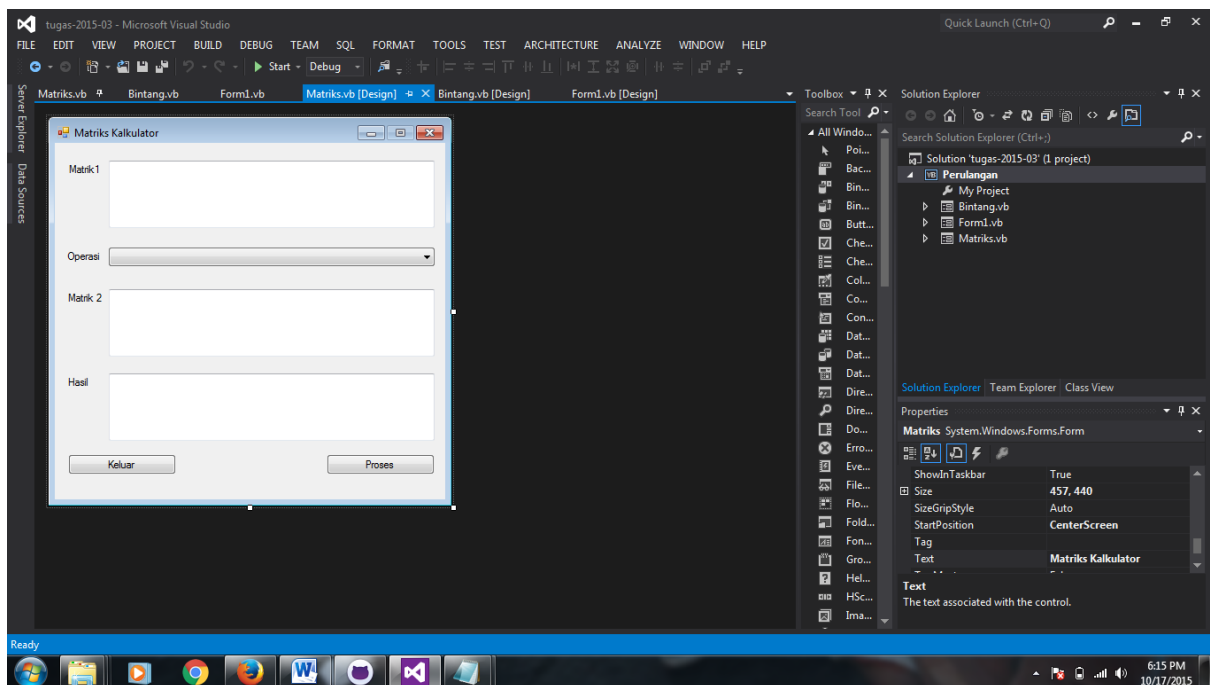 tugas-2015-03 - Microsoft Visual Studio
Quick Launch (Ctrl+Q)
FILE EDIT VIEW PROJECT BUILD DEBUG TEAM SQL FORMAT TOOLS TEST ARCHITECTURE ANALYZE WINDOW HELP
Start Debug
Server Explorer
Data Sources
Matriks.vb Bintang.vb Form1.vb Matriks.vb [Design] Bintang.vb [Design] Form1.vb [Design]
Matriks Kalkulator
Matrik1
Operasi
Matrik 2
Hasil
Keluar Proses
Toolbox
Search Tool
All Windo...
Poi...
Bac...
Bin...
Bin...
Butt...
Che...
Che...
Col...
Co...
Con...
Dat...
Dat...
Dat...
Dire...
Dire...
Do...
Erro...
Eve...
File...
Flo...
Fold...
Fon...
Gro...
Hel...
HSc...
Ima...
Solution Explorer
Search Solution Explorer (Ctrl+;)
Solution 'tugas-2015-03' (1 project)
VB Perulangan
My Project
Bintang.vb
Form1.vb
Matriks.vb
Solution Explorer Team Explorer Class View
Properties
Matriks System.Windows.Forms.Form
ShowInTaskbar True
Size 457, 440
SizeGripStyle Auto
StartPosition CenterScreen
Tag
Text Matriks Kalkulator
Text
The text associated with the control.
Ready
6:15 PM
10/17/2015